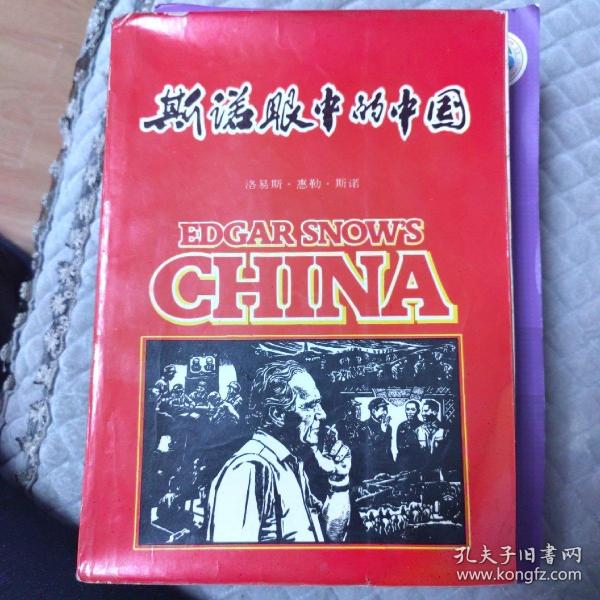 斯诺眼中的中国
洛易斯·惠勒·斯诺
EDGAR SNOW'S
CHINA
孔夫子旧书网
www.kongfz.com